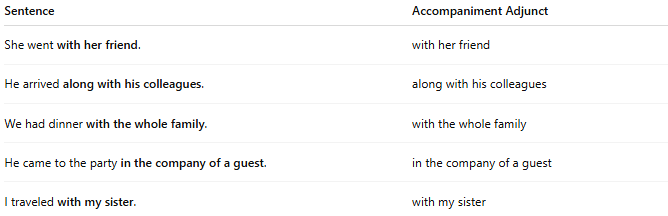 Sentence Accompaniment Adjunct
She went with her friend. with her friend
He arrived along with his colleagues. along with his colleagues
We had dinner with the whole family. with the whole family
He came to the party in the company of a guest. in the company of a guest
I traveled with my sister. with my sister